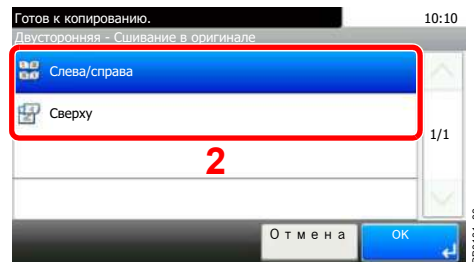 Готов к копированию. 10:10
Двусторонняя - Сшивание в оригинале
Слева/справа
Сверху
1/1
2
Отмена OK